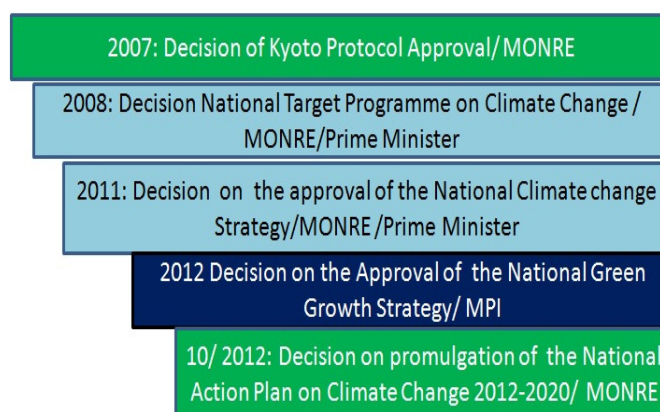 2007: Decision of Kyoto Protocol Approval/ MONRE
2008: Decision National Target Programme on Climate Change /
MONRE/Prime Minister
2011: Decision on the approval of the National Climate change
Strategy/MONRE /Prime Minister
2012 Decision on the Approval of the National Green
Growth Strategy/ MPI
10/ 2012: Decision on promulgation of the National
Action Plan on Climate Change 2012-2020/ MONRE